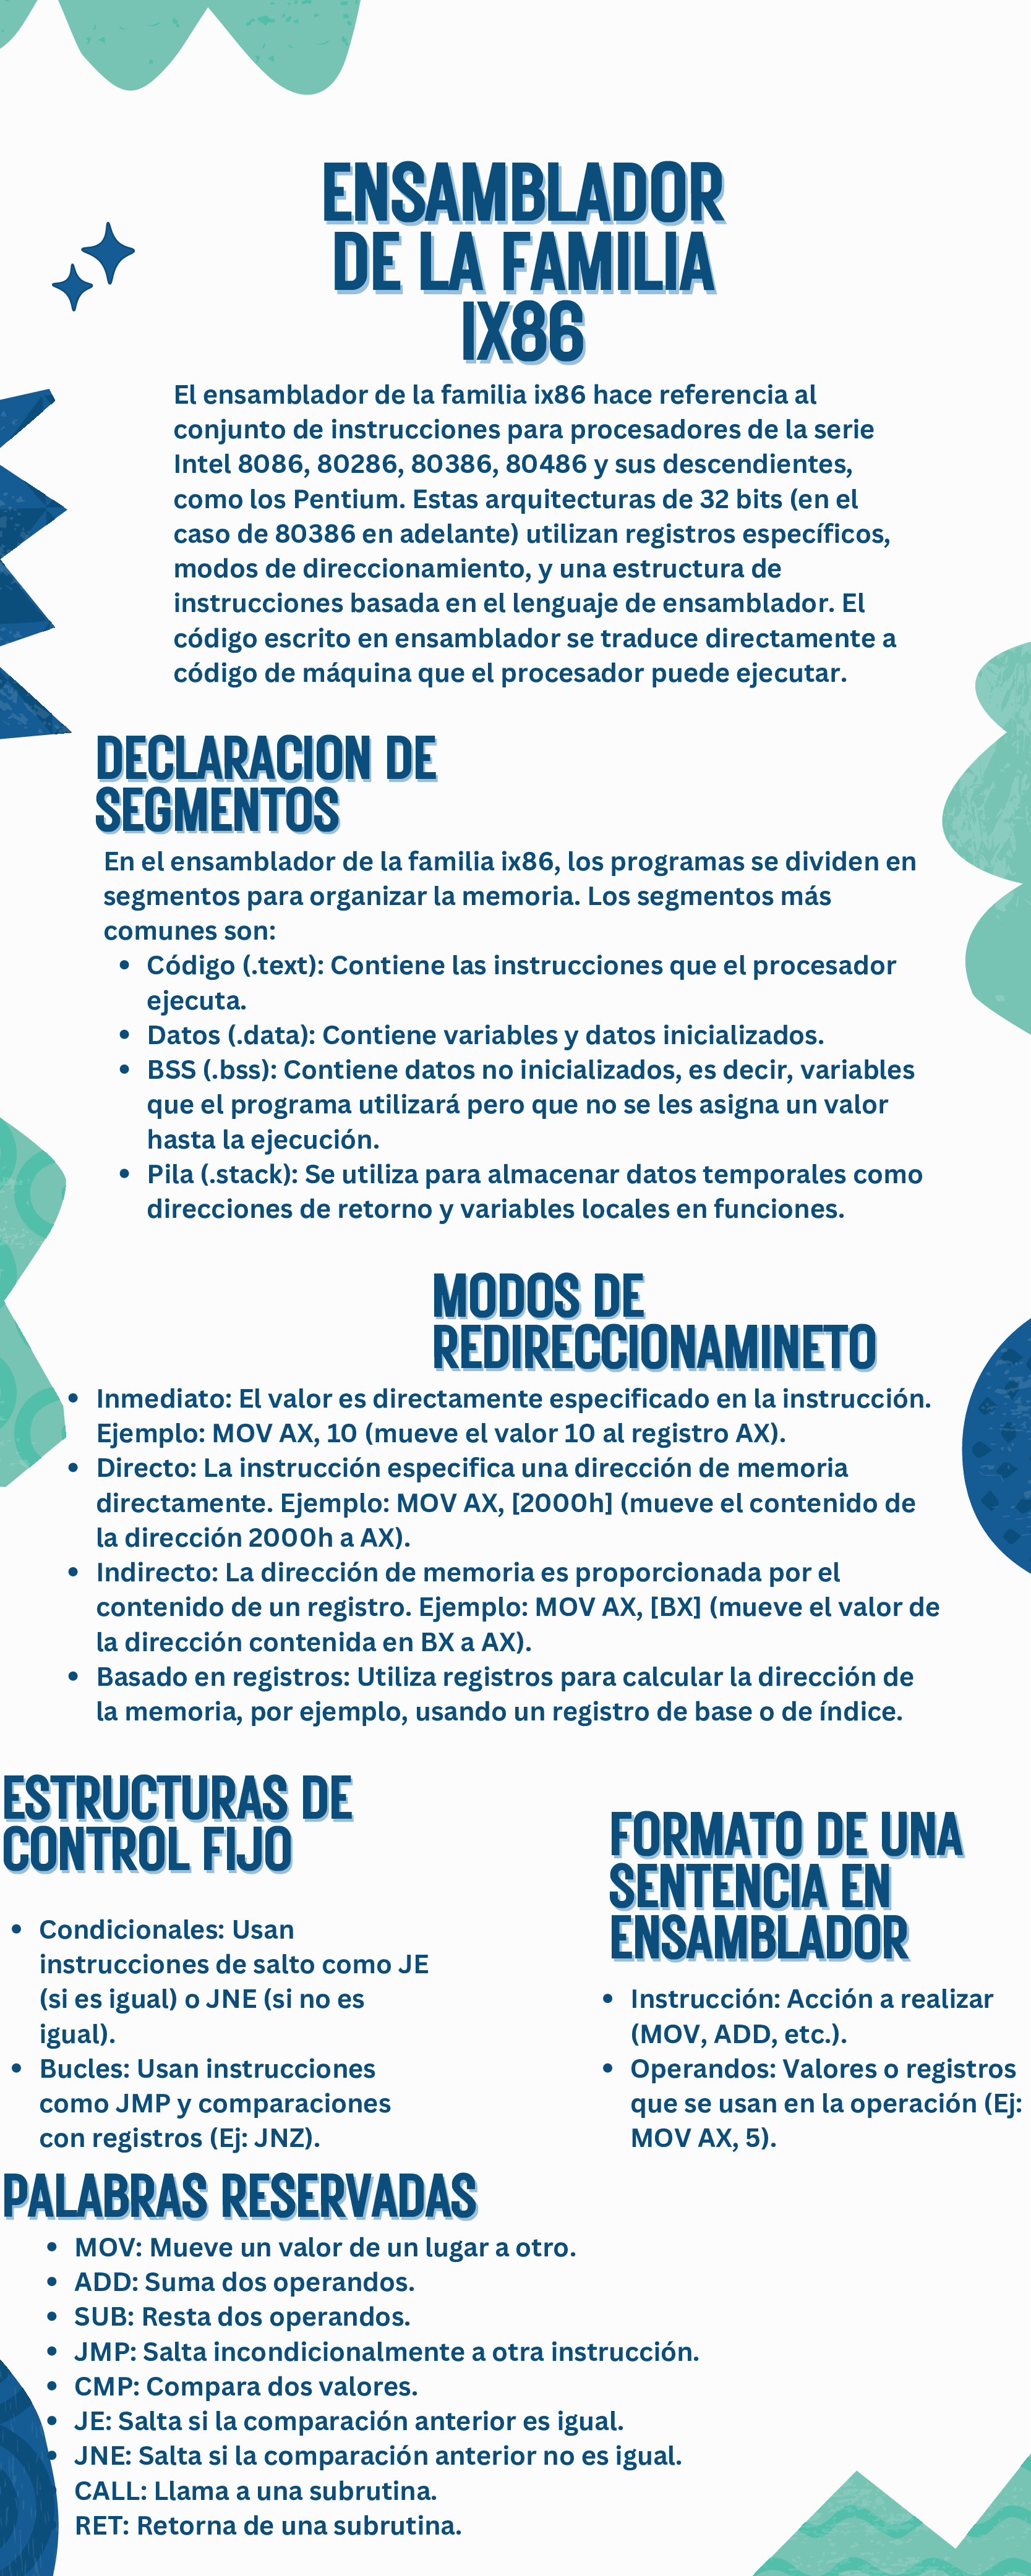 ENSAMBLADOR
DE LA FAMILIA
IX86
El ensamblador de la familia ix86 hace referencia al
conjunto de instrucciones para procesadores de la serie
Intel 8086, 80286, 80386, 80486 y sus descendientes,
como los Pentium. Estas arquitecturas de 32 bits (en el
caso de 80386 en adelante) utilizan registros específicos,
modos de direccionamiento, y una estructura de
instrucciones basada en el lenguaje de ensamblador. El
código escrito en ensamblador se traduce directamente a
código de máquina que el procesador puede ejecutar.
DECLARACION DE
SEGMENTOS
En el ensamblador de la familia ix86, los programas se dividen en
segmentos para organizar la memoria. Los segmentos más
comunes son:
• Código (.text): Contiene las instrucciones que el procesador
ejecuta.
• Datos (.data): Contiene variables y datos inicializados.
• BSS (.bss): Contiene datos no inicializados, es decir, variables
que el programa utilizará pero que no se les asigna un valor
hasta la ejecución.
• Pila (.stack): Se utiliza para almacenar datos temporales como
direcciones de retorno y variables locales en funciones.
MODOS DE
REDIRECCIONAMINETO
• Inmediato: El valor es directamente especificado en la instrucción.
Ejemplo: MOV AX, 10 (mueve el valor 10 al registro AX).
• Directo: La instrucción especifica una dirección de memoria
directamente. Ejemplo: MOV AX, [2000h] (mueve el contenido de
la dirección 2000h a AX).
• Indirecto: La dirección de memoria es proporcionada por el
contenido de un registro. Ejemplo: MOV AX, [BX] (mueve el valor de
la dirección contenida en BX a AX).
• Basado en registros: Utiliza registros para calcular la dirección de
la memoria, por ejemplo, usando un registro de base o de índice.
ESTRUCTURAS DE
CONTROL FIJO
• Condicionales: Usan
instrucciones de salto como JE
(si es igual) o JNE (si no es
igual).
• Bucles: Usan instrucciones
como JMP y comparaciones
con registros (Ej: JNZ).
FORMATO DE UNA
SENTENCIA EN
ENSAMBLADOR
• Instrucción: Acción a realizar
(MOV, ADD, etc.).
• Operandos: Valores o registros
que se usan en la operación (Ej:
MOV AX, 5).
PALABRAS RESERVADAS
• MOV: Mueve un valor de un lugar a otro.
• ADD: Suma dos operandos.
• SUB: Resta dos operandos.
• JMP: Salta incondicionalmente a otra instrucción.
• CMP: Compara dos valores.
• JE: Salta si la comparación anterior es igual.
• JNE: Salta si la comparación anterior no es igual.
CALL: Llama a una subrutina.
RET: Retorna de una subrutina.